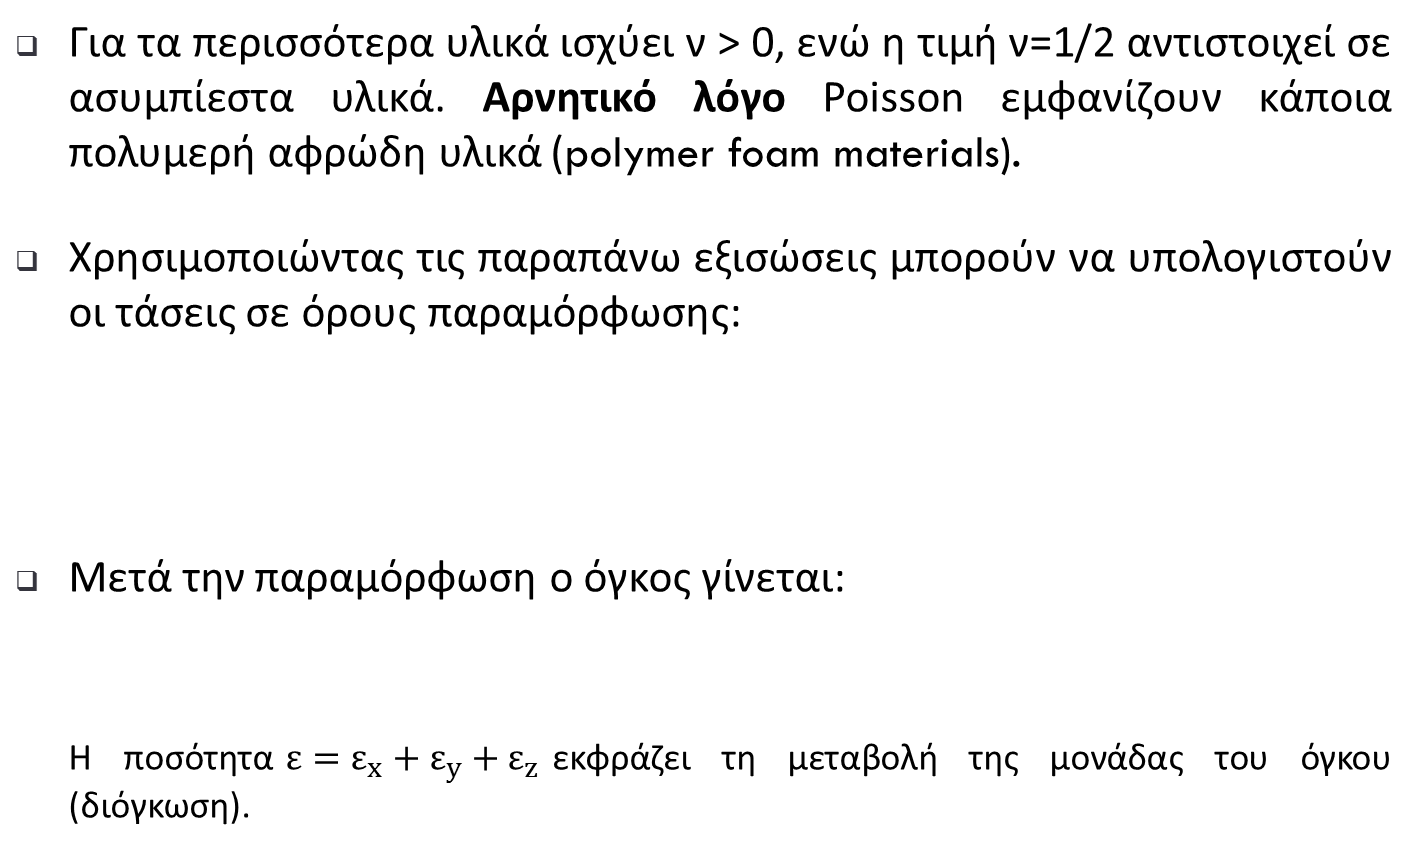 ❑ Για τα περισσότερα υλικά ισχύει ν > 0, ενώ η τιμή ν=1/2 αντιστοιχεί σε
ασυμπίεστα υλικά. Αρνητικό λόγο Poisson εμφανίζουν κάποια
πολυμερή αφρώδη υλικά (polymer foam materials).
❑ Χρησιμοποιώντας τις παραπάνω εξισώσεις μπορούν να υπολογιστούν
οι τάσεις σε όρους παραμόρφωσης:
❑ Μετά την παραμόρφωση ο όγκος γίνεται:
Η ποσότητα ε = εₓ + ε_y + ε_z εκφράζει τη μεταβολή της μονάδας του όγκου
(διόγκωση).